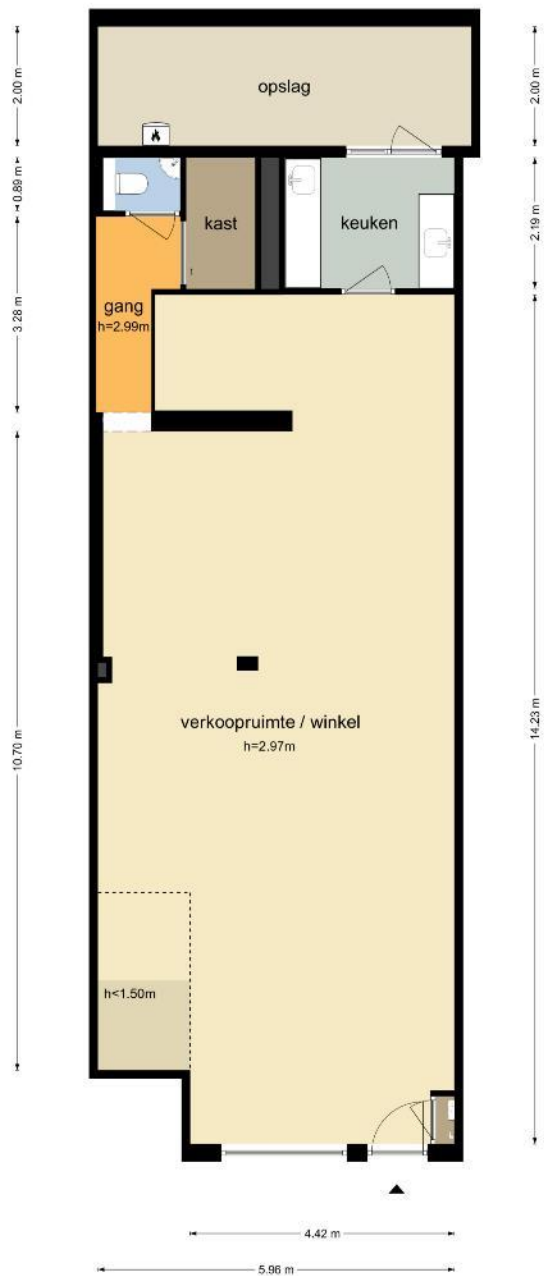 2.00 m
2.00 m
opslag
0.89 m
2.19 m
kast
keuken
gang
h=2.99m
3.28 m
verkoopruimte / winkel
h=2.97m
10.70 m
14.23 m
h<1.50m
4.42 m
5.96 m